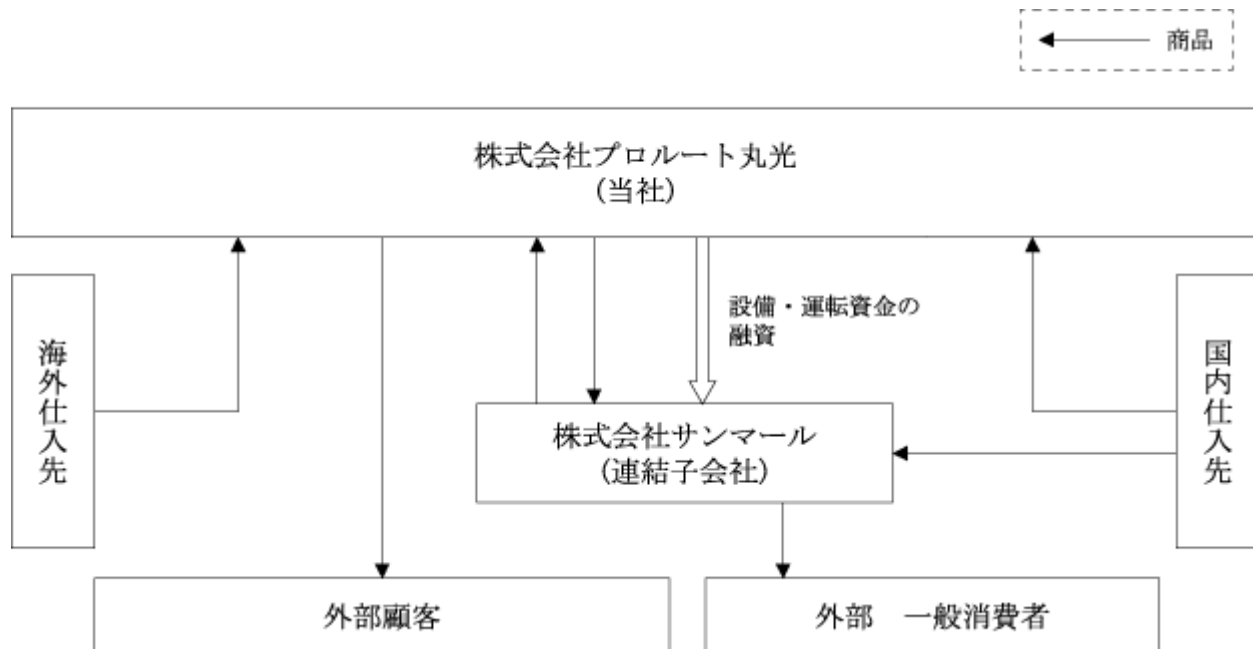 商品
株式会社プロルート丸光
(当社)
設備・運転資金の
融資
海外仕入先
国内仕入先
株式会社サンマール
(連結子会社)
外部顧客
外部　一般消費者